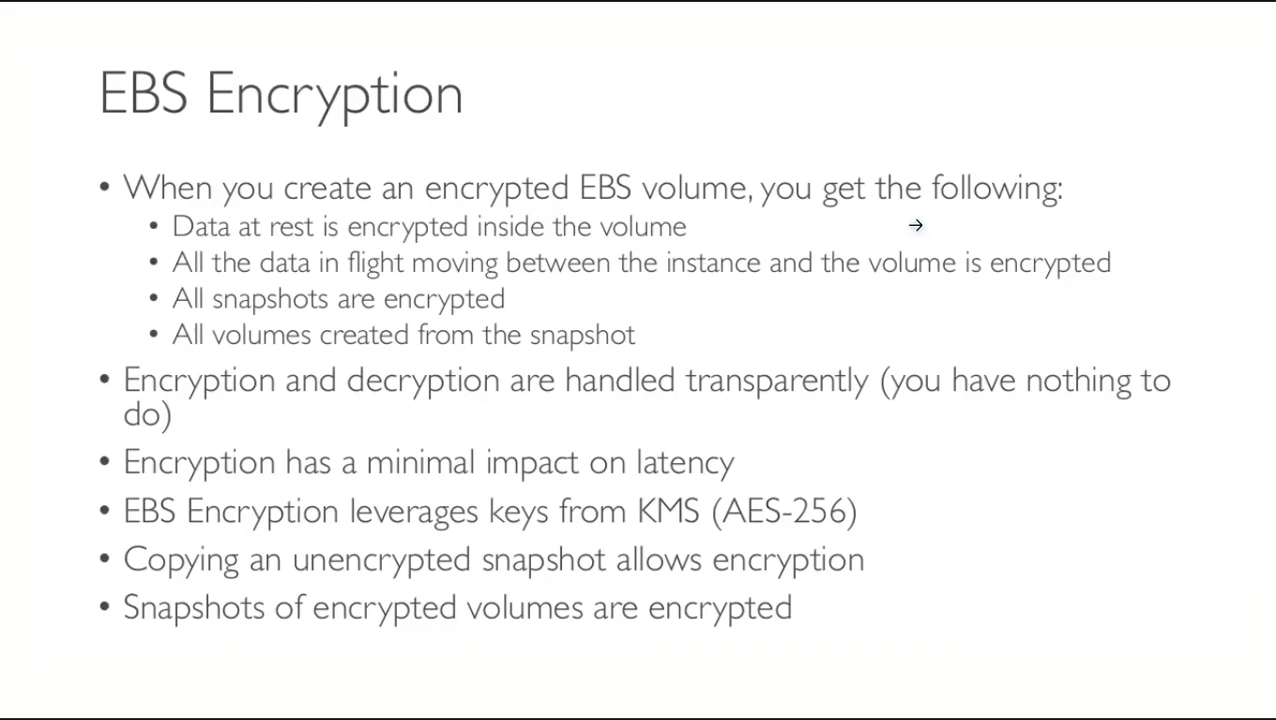 EBS Encryption
• When you create an encrypted EBS volume, you get the following:
• Data at rest is encrypted inside the volume
• All the data in flight moving between the instance and the volume is encrypted
• All snapshots are encrypted
• All volumes created from the snapshot
• Encryption and decryption are handled transparently (you have nothing to
do)
• Encryption has a minimal impact on latency
• EBS Encryption leverages keys from KMS (AES-256)
• Copying an unencrypted snapshot allows encryption
• Snapshots of encrypted volumes are encrypted